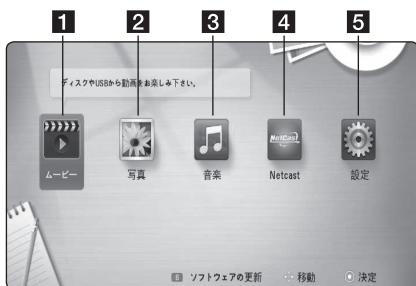 1 2 3 4 5
ディスクやUSBから動画をお楽しみ下さい。
NetCast
ムービー 写真 音楽 Netcast 設定
ソフトウェアの更新 移動 決定